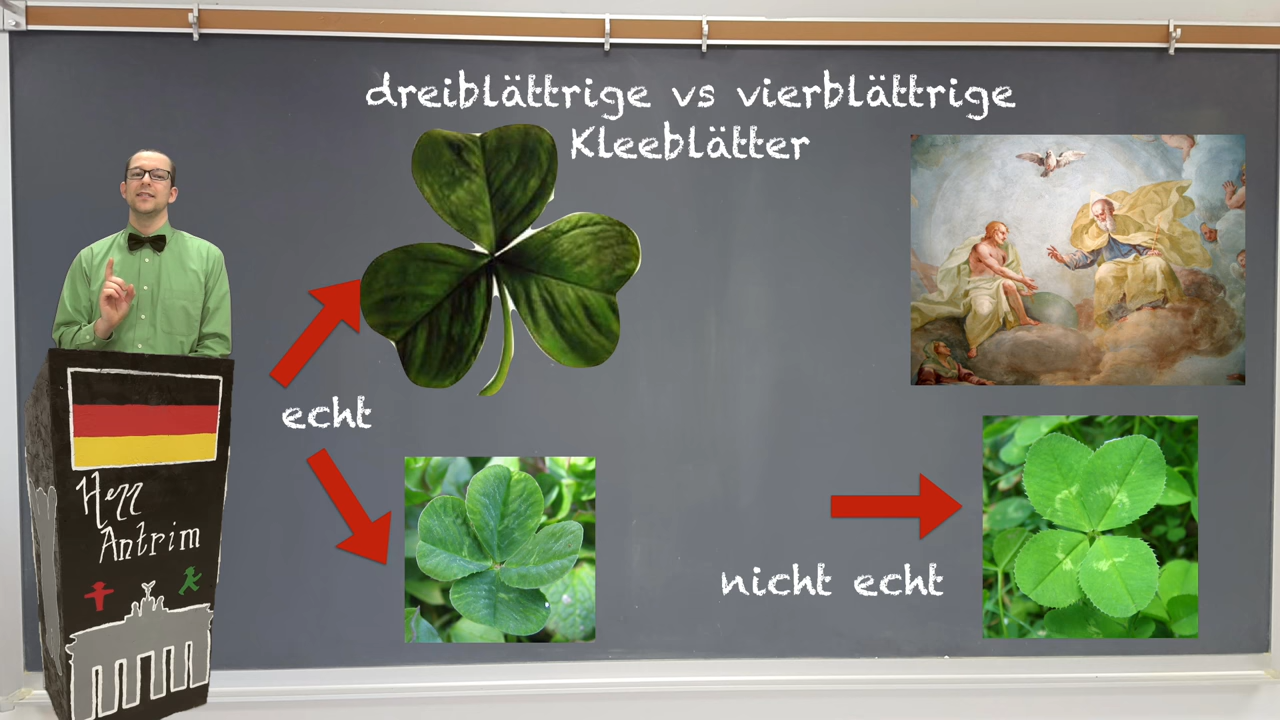 dreiblättrige vs vierblättrige
Kleeblätter
echt
nicht echt
Herr
Antrim